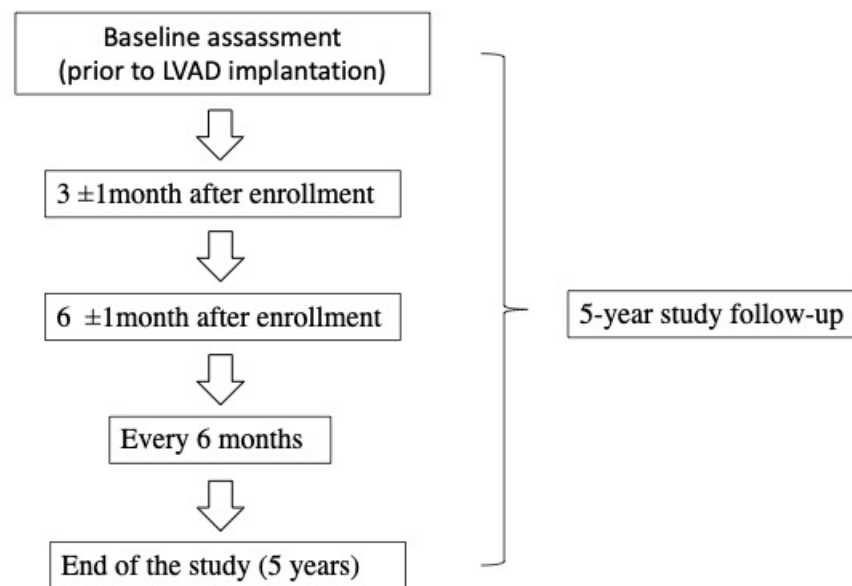 Baseline assassment
(prior to LVAD implantation)
3 ±1month after enrollment
6 ±1month after enrollment
Every 6 months
End of the study (5 years)
5-year study follow-up